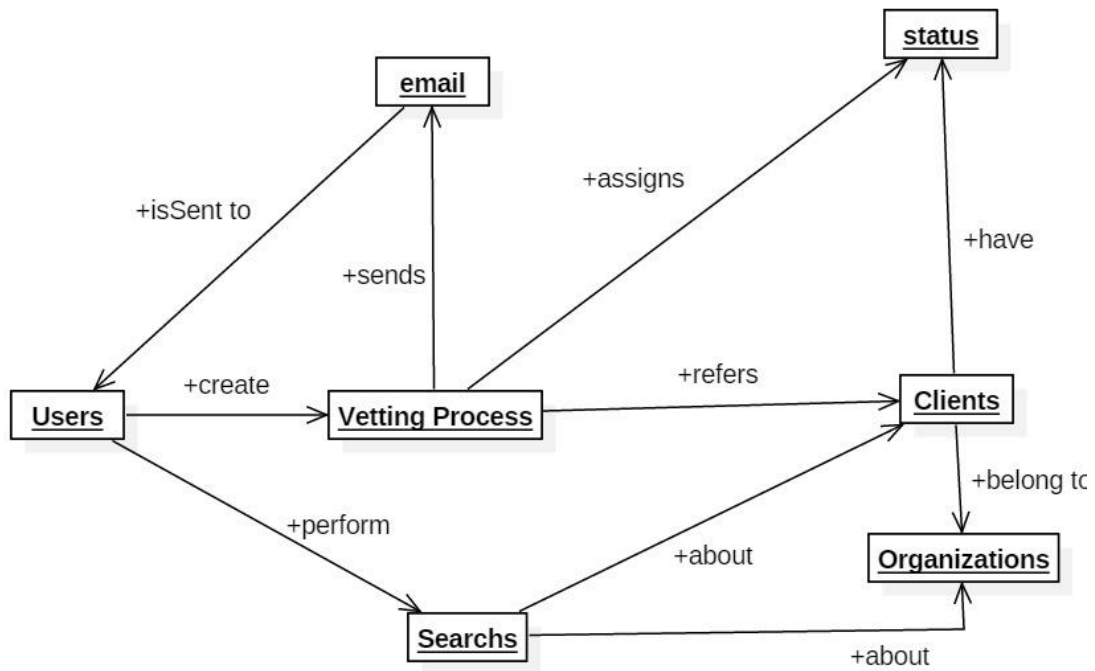 status
email
+assigns
+isSent to
+have
+sends
+create
+refers
Users
Vetting Process
Clients
+belong to
+perform
+about
Organizations
Searchs
+about